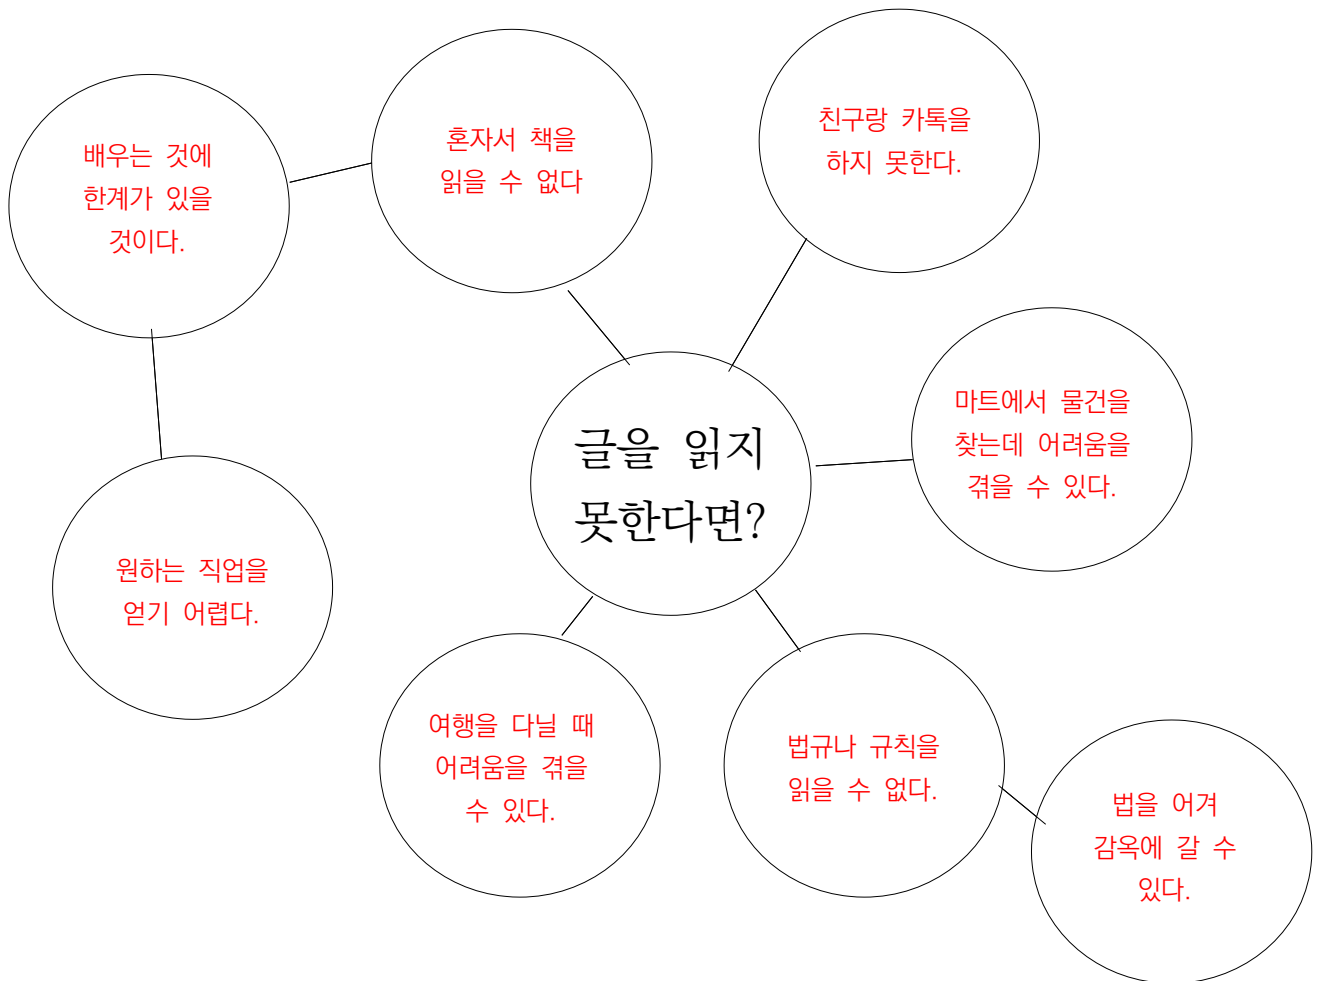 친구랑 카톡을
하지 못한다.
혼자서 책을
읽을 수 없다
배우는 것에
한계가 있을
것이다.
마트에서 물건을
찾는데 어려움을
겪을 수 있다.
글을 읽지
못한다면?
원하는 직업을
얻기 어렵다.
여행을 다닐 때
어려움을 겪을
수 있다.
법규나 규칙을
읽을 수 없다.
법을 어겨
감옥에 갈 수
있다.